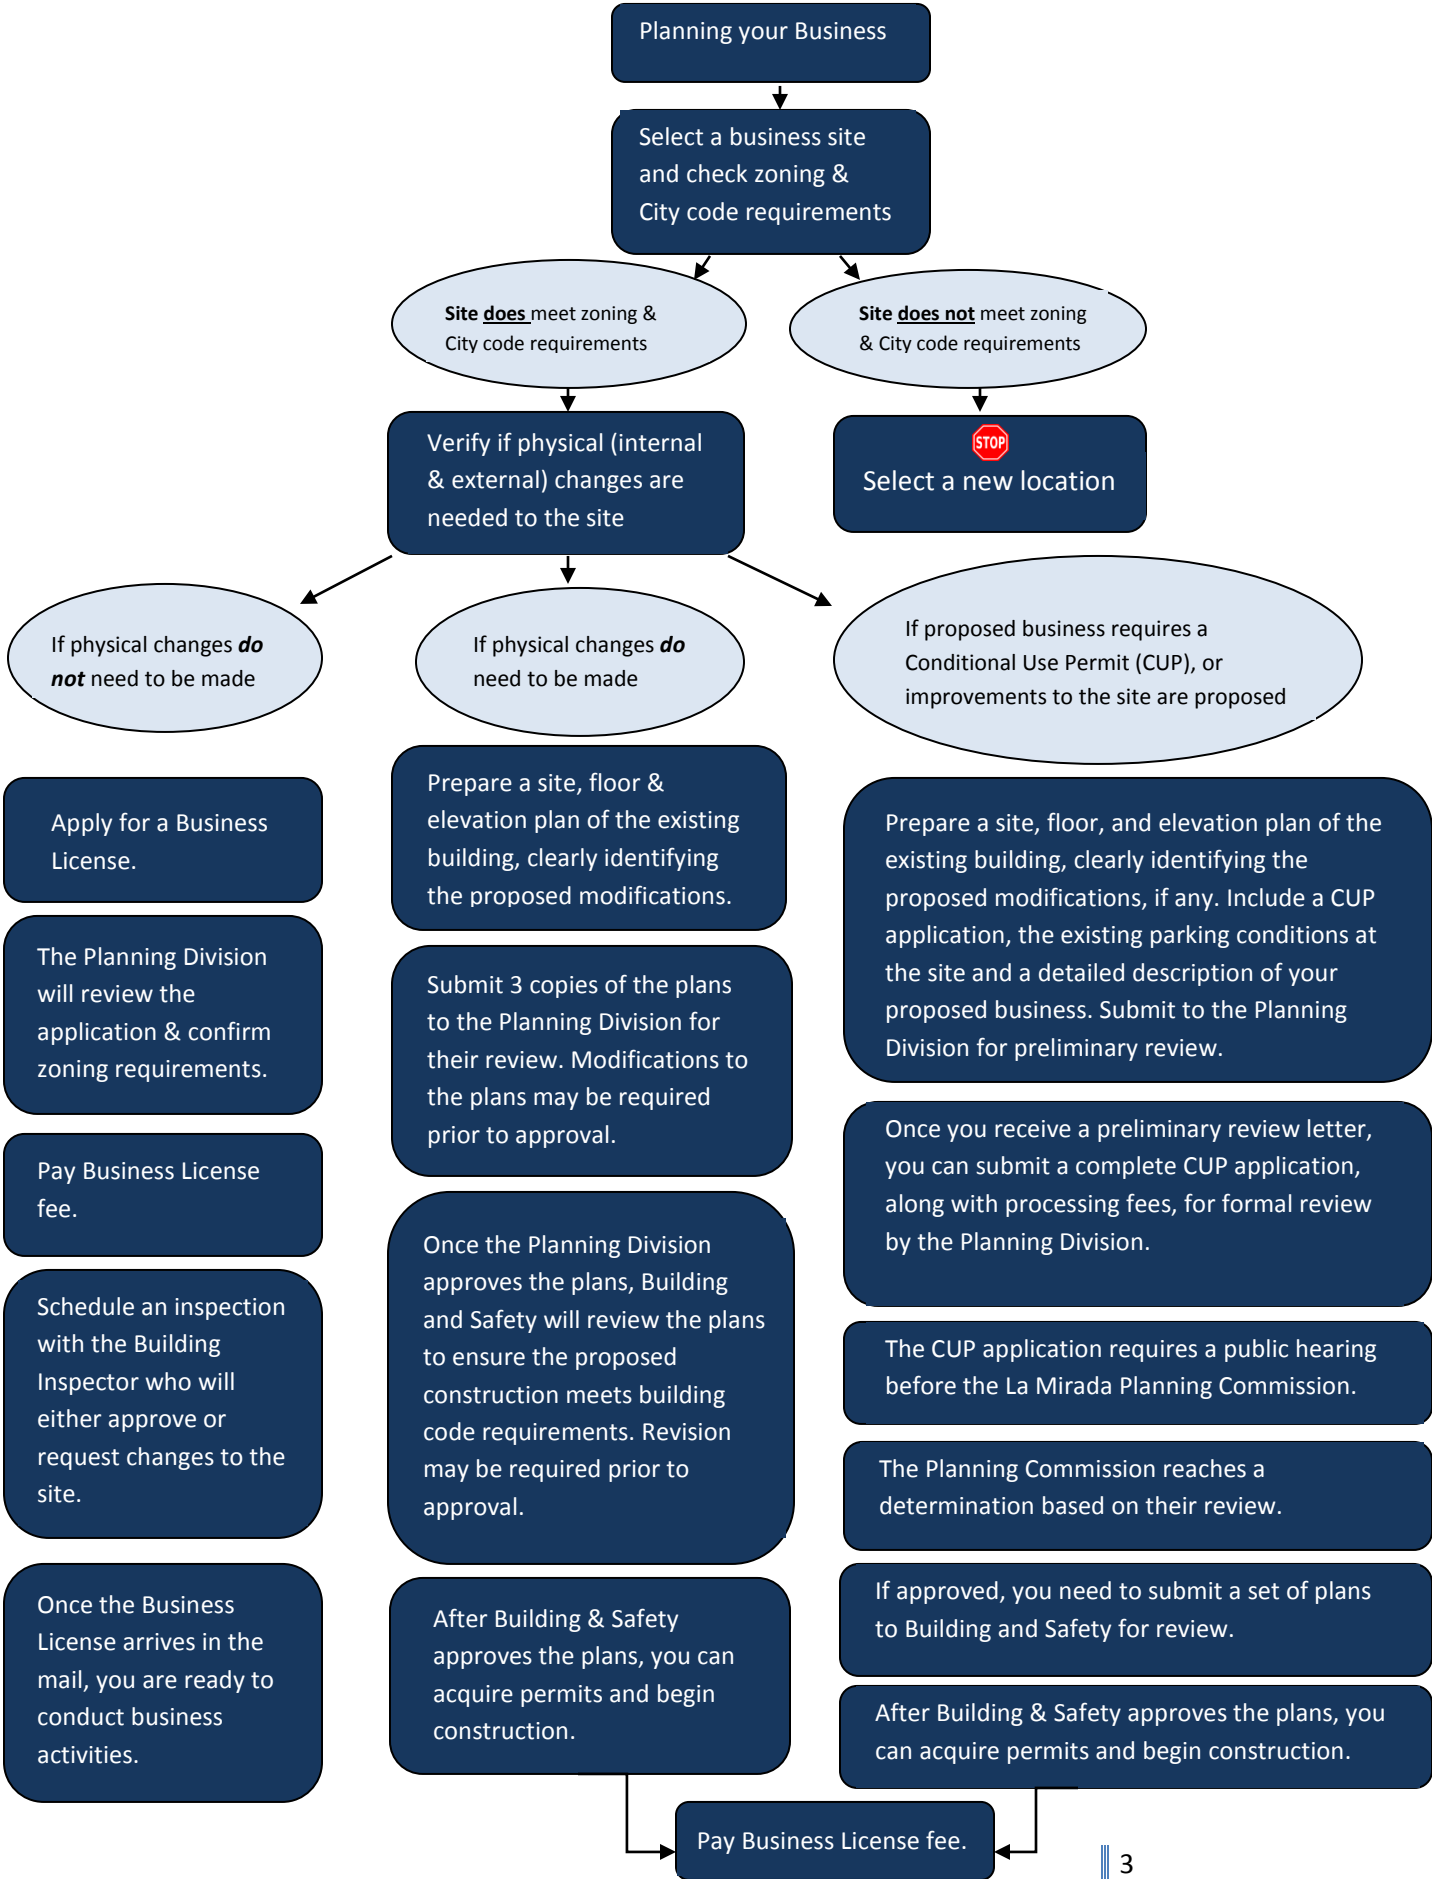 Planning your Business
Select a business site
and check zoning &
City code requirements
Site does meet zoning &
City code requirements
Site does not meet zoning
& City code requirements
Verify if physical (internal
& external) changes are
needed to the site
STOP
Select a new location
If physical changes do
not need to be made
If physical changes do
need to be made
If proposed business requires a
Conditional Use Permit (CUP), or
improvements to the site are proposed
Apply for a Business
License.
The Planning Division
will review the
application & confirm
zoning requirements.
Pay Business License
fee.
Schedule an inspection
with the Building
Inspector who will
either approve or
request changes to the
site.
Once the Business
License arrives in the
mail, you are ready to
conduct business
activities.
Prepare a site, floor &
elevation plan of the existing
building, clearly identifying
the proposed modifications.
Submit 3 copies of the plans
to the Planning Division for
their review. Modifications to
the plans may be required
prior to approval.
Once the Planning Division
approves the plans, Building
and Safety will review the plans
to ensure the proposed
construction meets building
code requirements. Revision
may be required prior to
approval.
After Building & Safety
approves the plans, you can
acquire permits and begin
construction.
Prepare a site, floor, and elevation plan of the
existing building, clearly identifying the
proposed modifications, if any. Include a CUP
application, the existing parking conditions at
the site and a detailed description of your
proposed business. Submit to the Planning
Division for preliminary review.
Once you receive a preliminary review letter,
you can submit a complete CUP application,
along with processing fees, for formal review
by the Planning Division.
The CUP application requires a public hearing
before the La Mirada Planning Commission.
The Planning Commission reaches a
determination based on their review.
If approved, you need to submit a set of plans
to Building and Safety for review.
After Building & Safety approves the plans, you
can acquire permits and begin construction.
Pay Business License fee.
3